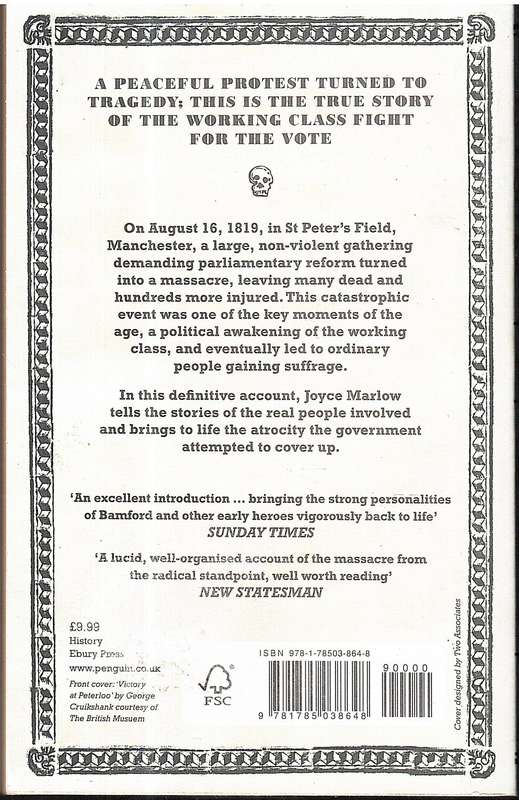 A PEACEFUL PROTEST TURNED TO
TRAGEDY; THIS IS THE TRUE STORY
OF THE WORKING CLASS FIGHT
FOR THE VOTE
On August 16, 1819, in St Peter's Field,
Manchester, a large, non-violent gathering
demanding parliamentary reform turned
into a massacre, leaving many dead and
hundreds more injured. This catastrophic
event was one of the key moments of the
age, a political awakening of the working
class, and eventually led to ordinary
people gaining suffrage.
In this definitive account, Joyce Marlow
tells the stories of the real people involved
and brings to life the atrocity the government
attempted to cover up.
'An excellent introduction ... bringing the strong personalities
of Bamford and other early heroes vigorously back to life'
SUNDAY TIMES
'A lucid, well-organised account of the massacre from
the radical standpoint, well worth reading'
NEW STATESMAN
£9.99
History
Ebury Press
www.penguin.co.uk
Front cover: 'Victory
at Peterloo' by George
Cruikshank courtesy of
The British Musuem
FSC
ISBN 978-1-78503-864-8
90000
9 781785 038648
Cover designed by Two Associates